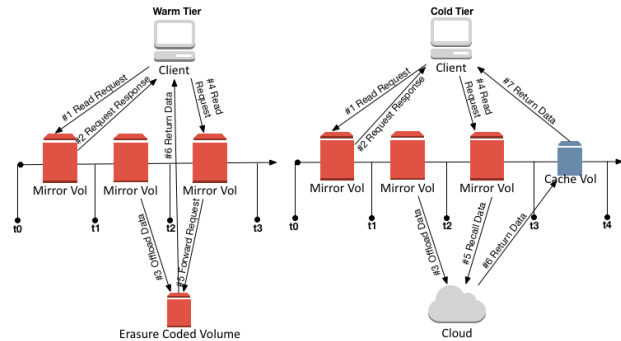 Warm Tier
Client
#1 Read Request
#2 Request Response
#4 Read
Request
#6 Return Data
Mirror Vol
Mirror Vol
Mirror Vol
t0
t1
t2
t3
#3 Offload Data
#5 Forward Request
Erasure Coded Volume
Cold Tier
Client
#1 Read Request
#2 Request Response
#4 Read
Request
#7 Return Data
Mirror Vol
Mirror Vol
Mirror Vol
Cache Vol
t0
t1
t2
t3
t4
#3 Offload Data
#5 Recall Data
#6 Return Data
Cloud